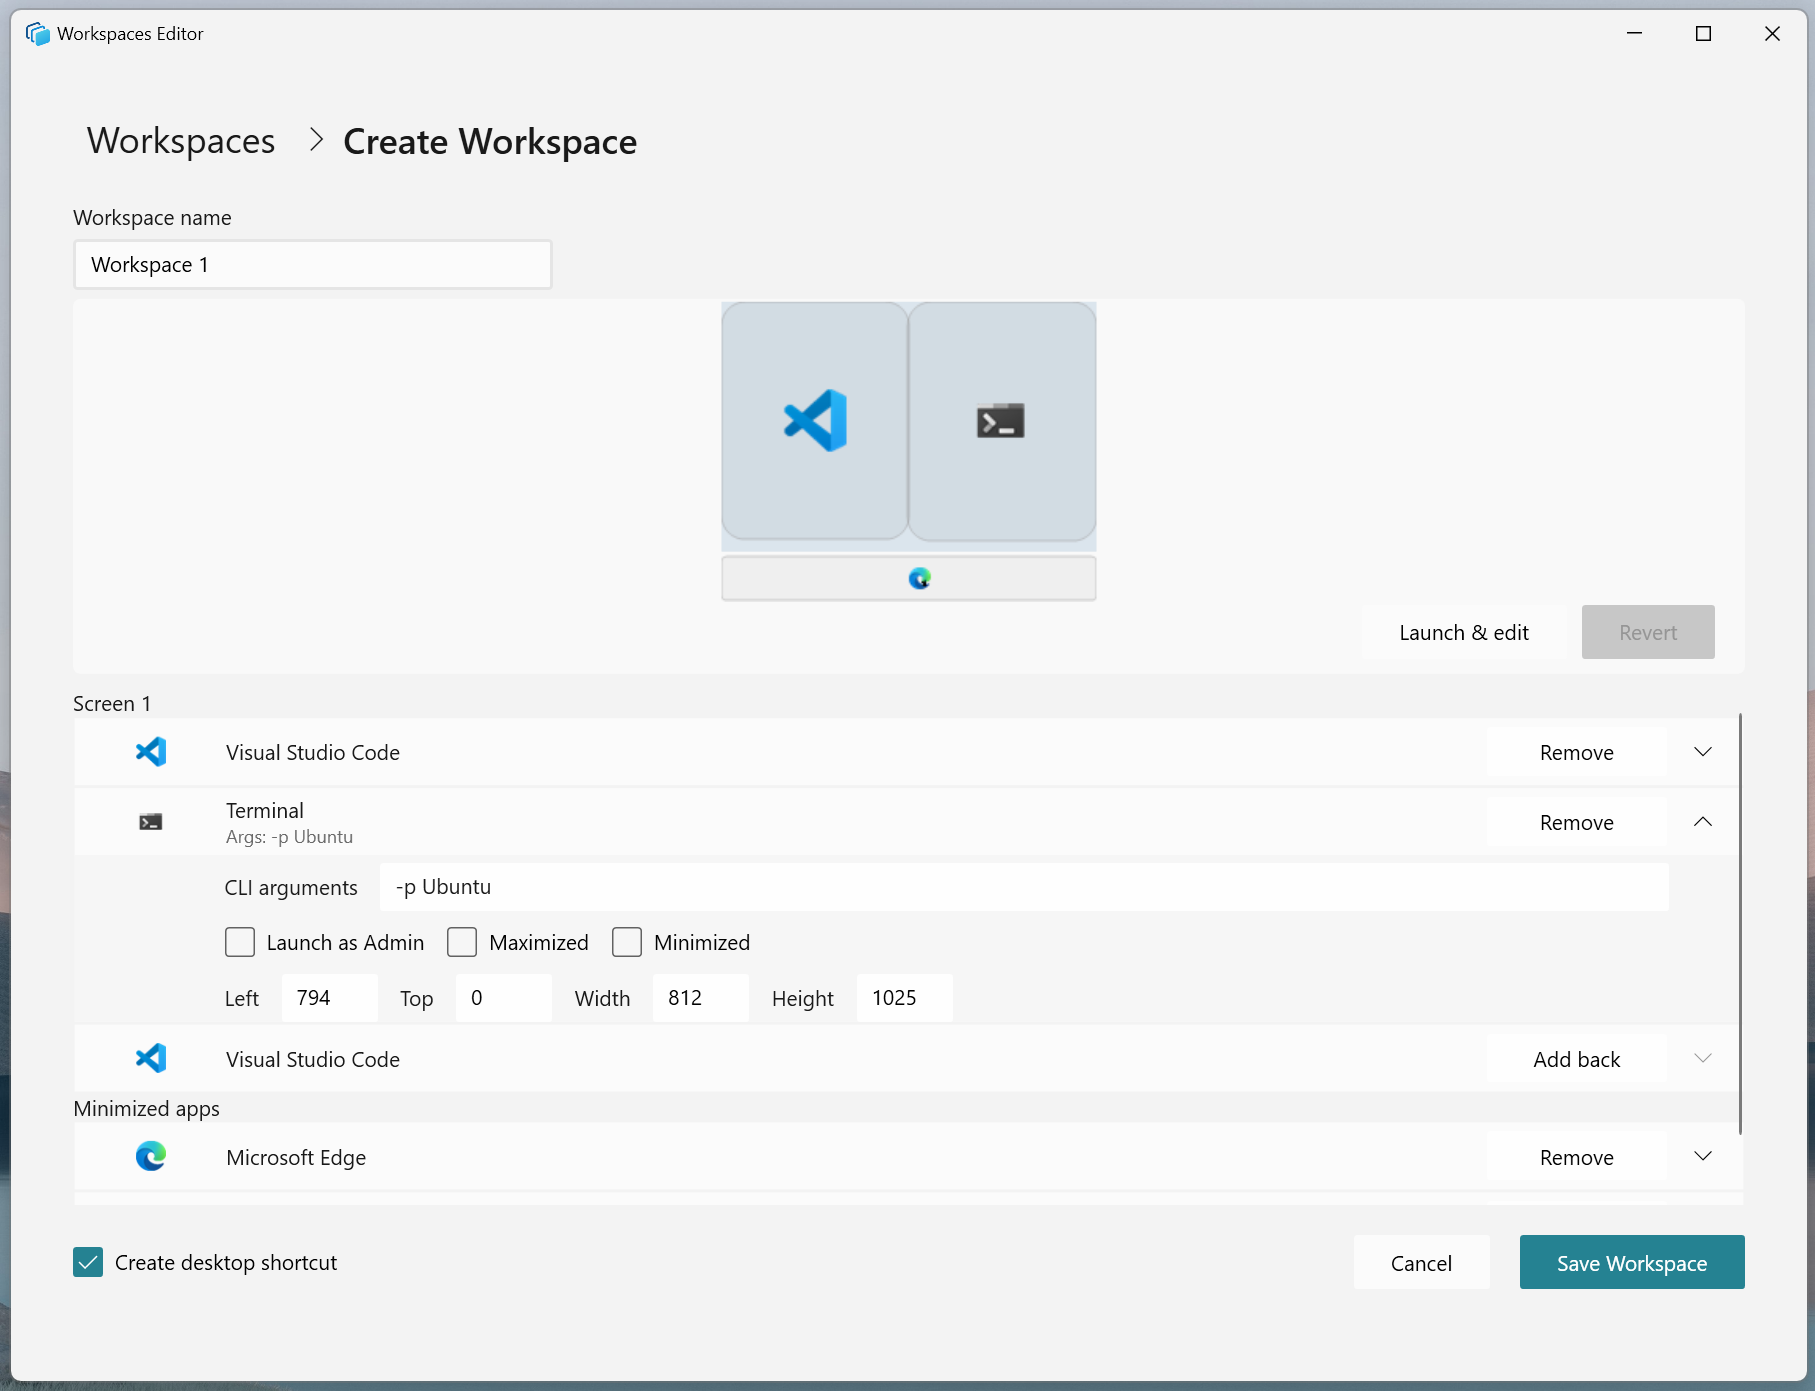 Workspaces Editor
Workspaces > Create Workspace
Workspace name
Workspace 1
Launch & edit Revert
Screen 1
Visual Studio Code Remove
Terminal
Args: -p Ubuntu
Remove
CLI arguments -p Ubuntu
Launch as Admin Maximized Minimized
Left 794 Top 0 Width 812 Height 1025
Visual Studio Code Add back
Minimized apps
Microsoft Edge Remove
Create desktop shortcut Cancel Save Workspace